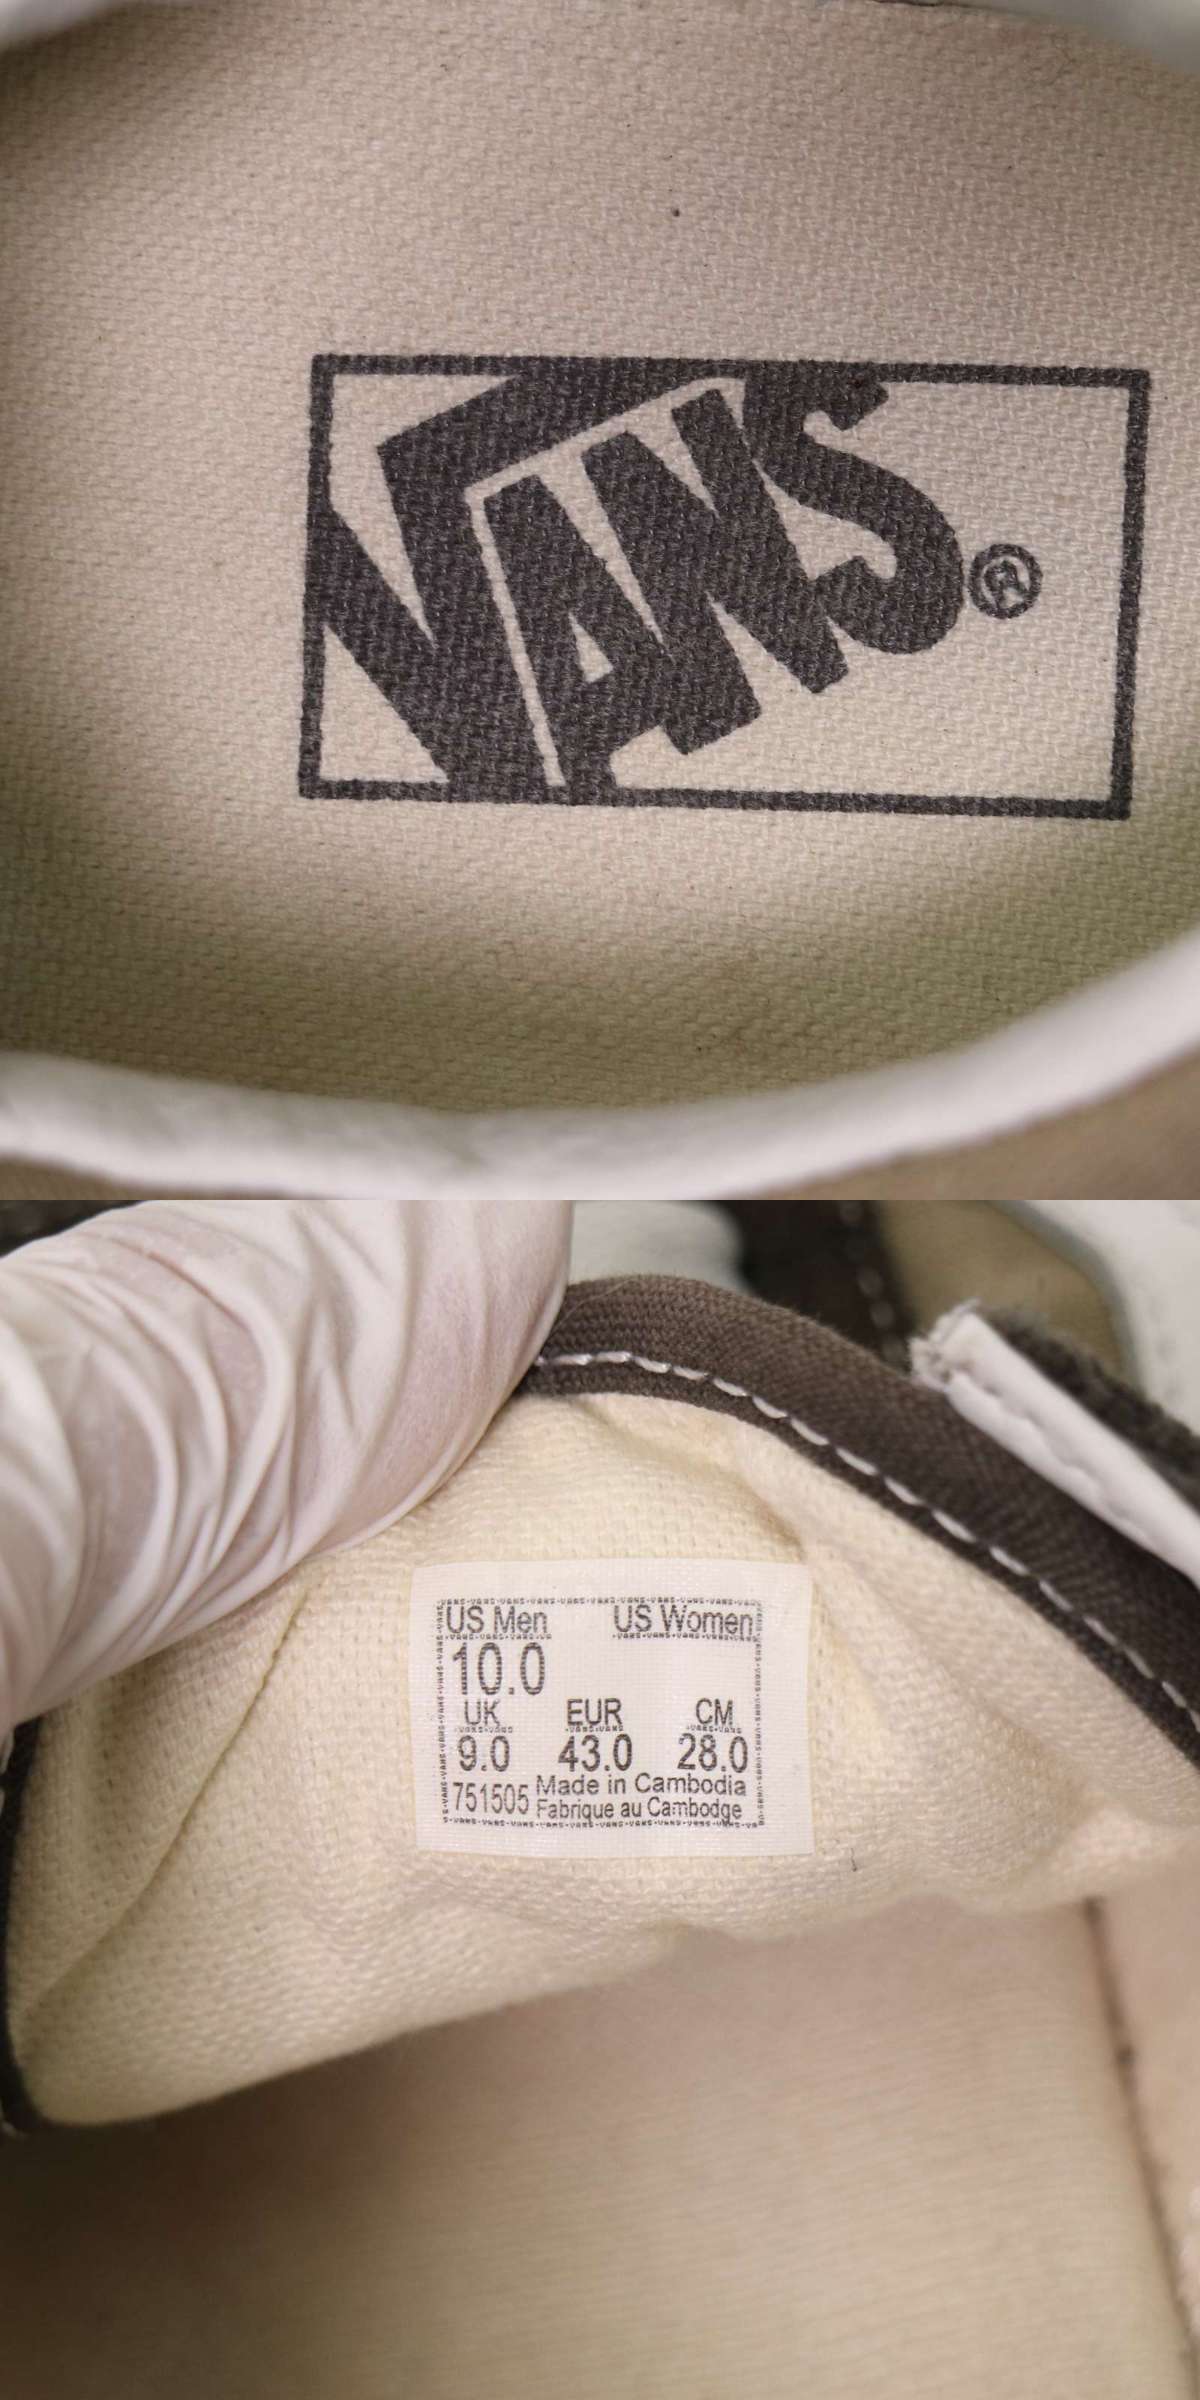 VANS®
US Men US Women
10.0
UK EUR CM
9.0 43.0 28.0
751505 Made in Cambodia
Fabrique au Cambodge